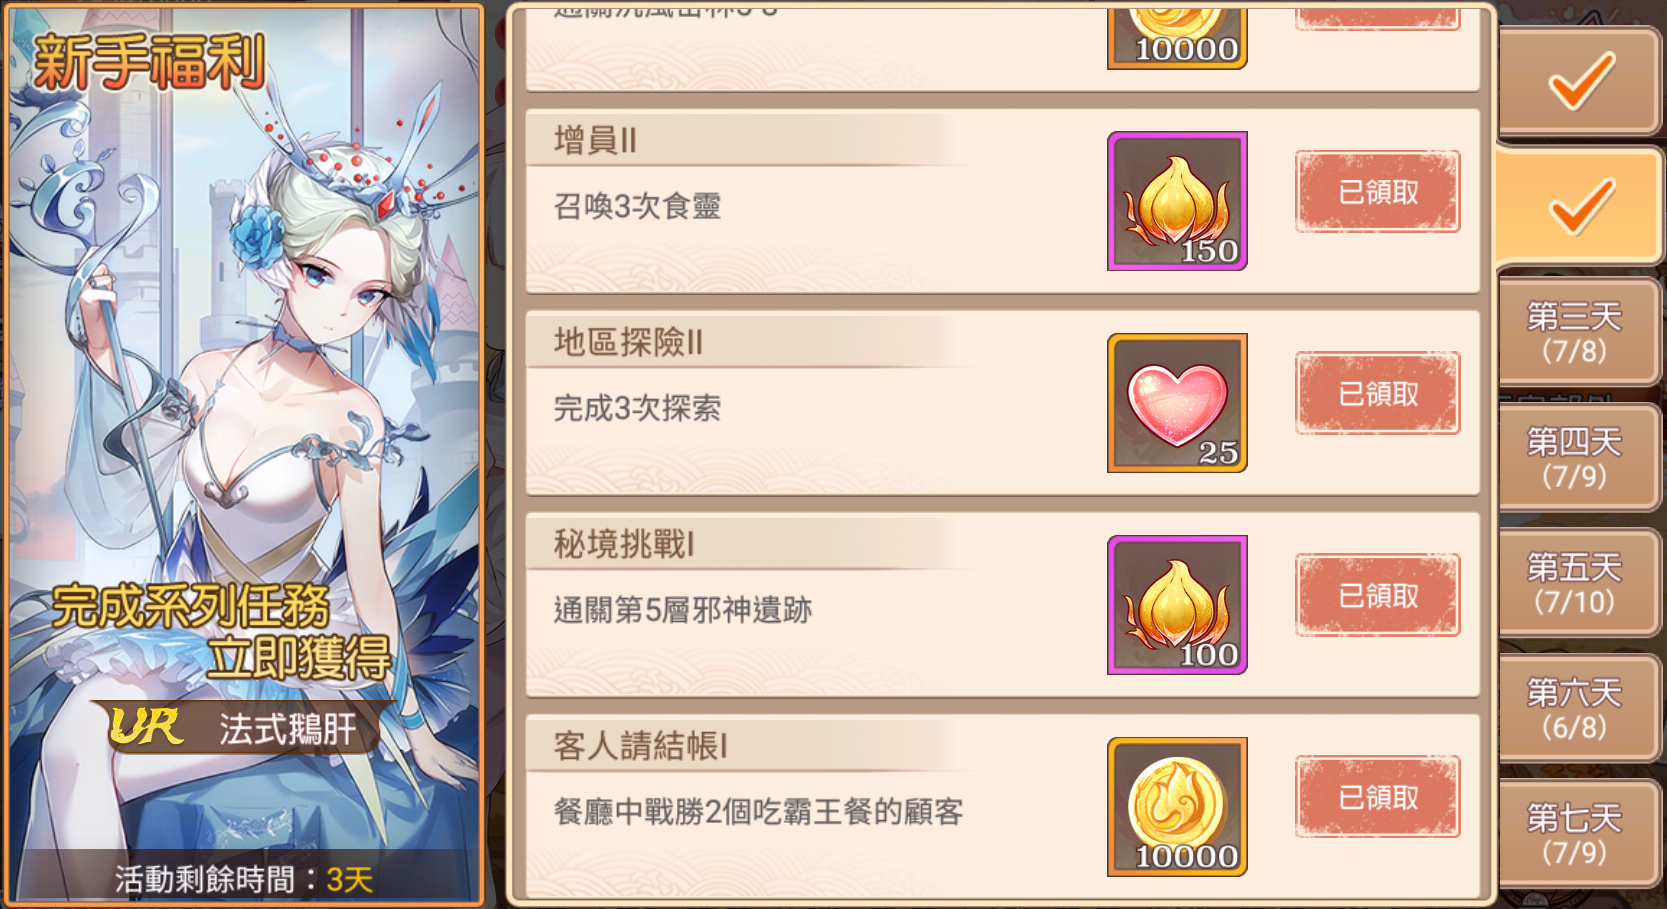 新手福利
完成系列任務
立即獲得
UR 法式鵝肝
活動剩餘時間：3天
10000
增員II
召喚3次食靈
150
已領取
地區探險II
完成3次探索
25
已領取
秘境挑戰I
通關第5層邪神遺跡
100
已領取
客人請結帳I
餐廳中戰勝2個吃霸王餐的顧客
10000
已領取
第三天
(7/8)
第四天
(7/9)
第五天
(7/10)
第六天
(6/8)
第七天
(7/9)